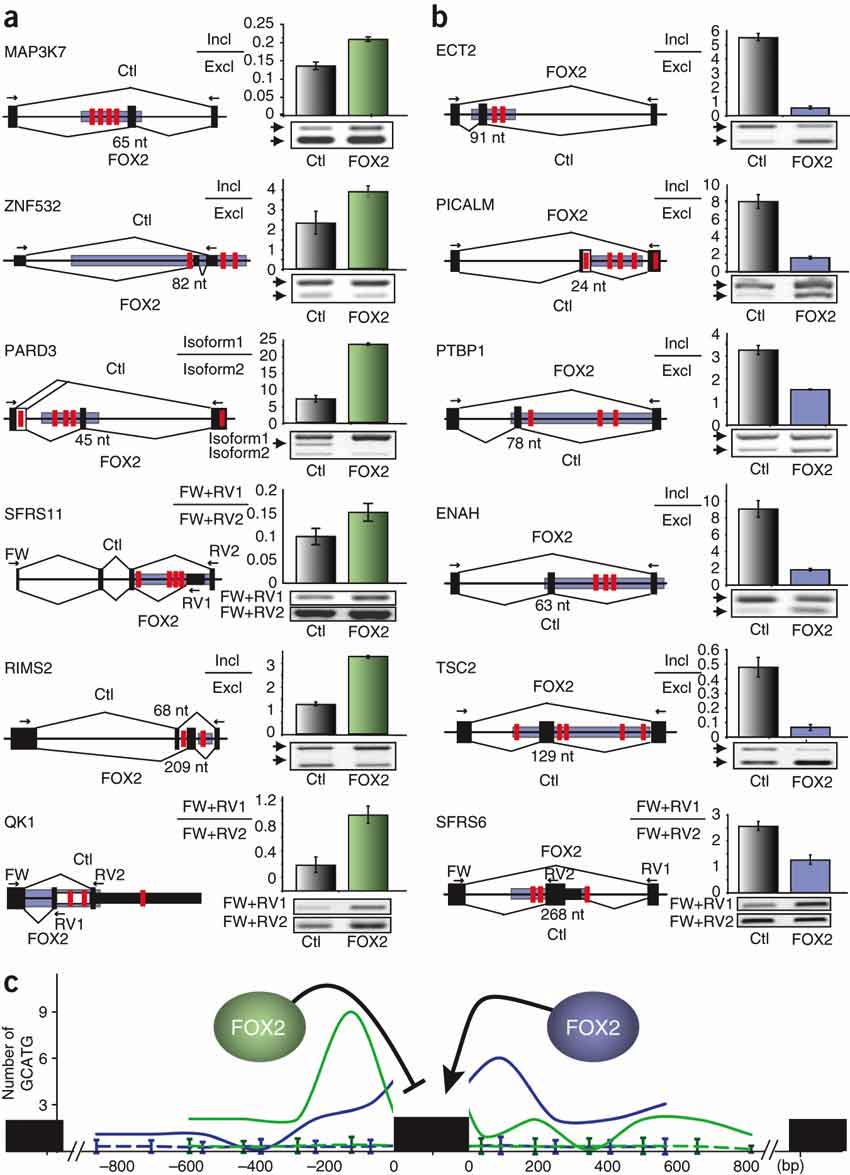 a
MAP3K7
Ctl
65 nt
FOX2
Incl
Excl
0.25
0.2
0.15
0.1
0.05
0
Ctl FOX2
ZNF532
Ctl
82 nt
FOX2
Incl
Excl
4
3
2
1
0
Ctl FOX2
PARD3
Ctl
45 nt
FOX2
Isoform1
Isoform2
25
20
15
10
5
0
Isoform1
Isoform2
Ctl FOX2
SFRS11
FW
Ctl
RV2
RV1
FOX2
FW+RV1
FW+RV2
0.2
0.15
0.1
0.05
0
FW+RV1
FW+RV2
Ctl FOX2
RIMS2
Ctl
68 nt
209 nt
FOX2
Incl
Excl
3
2
1
0
Ctl FOX2
QK1
FW
Ctl
RV2
RV1
FOX2
FW+RV1
FW+RV2
1.2
0.8
0.4
0
FW+RV1
FW+RV2
Ctl FOX2
b
ECT2
FOX2
91 nt
Ctl
Incl
Excl
6
5
4
3
2
1
0
Ctl FOX2
PICALM
FOX2
24 nt
Ctl
Incl
Excl
10
8
6
4
2
0
Ctl FOX2
PTBP1
FOX2
78 nt
Ctl
Incl
Excl
4
3
2
1
0
Ctl FOX2
ENAH
FOX2
63 nt
Ctl
Incl
Excl
10
8
6
4
2
0
Ctl FOX2
TSC2
FOX2
129 nt
Ctl
Incl
Excl
0.6
0.5
0.4
0.3
0.2
0.1
0
Ctl FOX2
SFRS6
FW
FOX2
RV2
RV1
268 nt
Ctl
FW+RV1
FW+RV2
3
2
1
0
FW+RV1
FW+RV2
Ctl FOX2
c
Number of
GCATG
9
6
3
FOX2
FOX2
−800 −600 −400 −200 0 0 200 400 600 800 (bp)